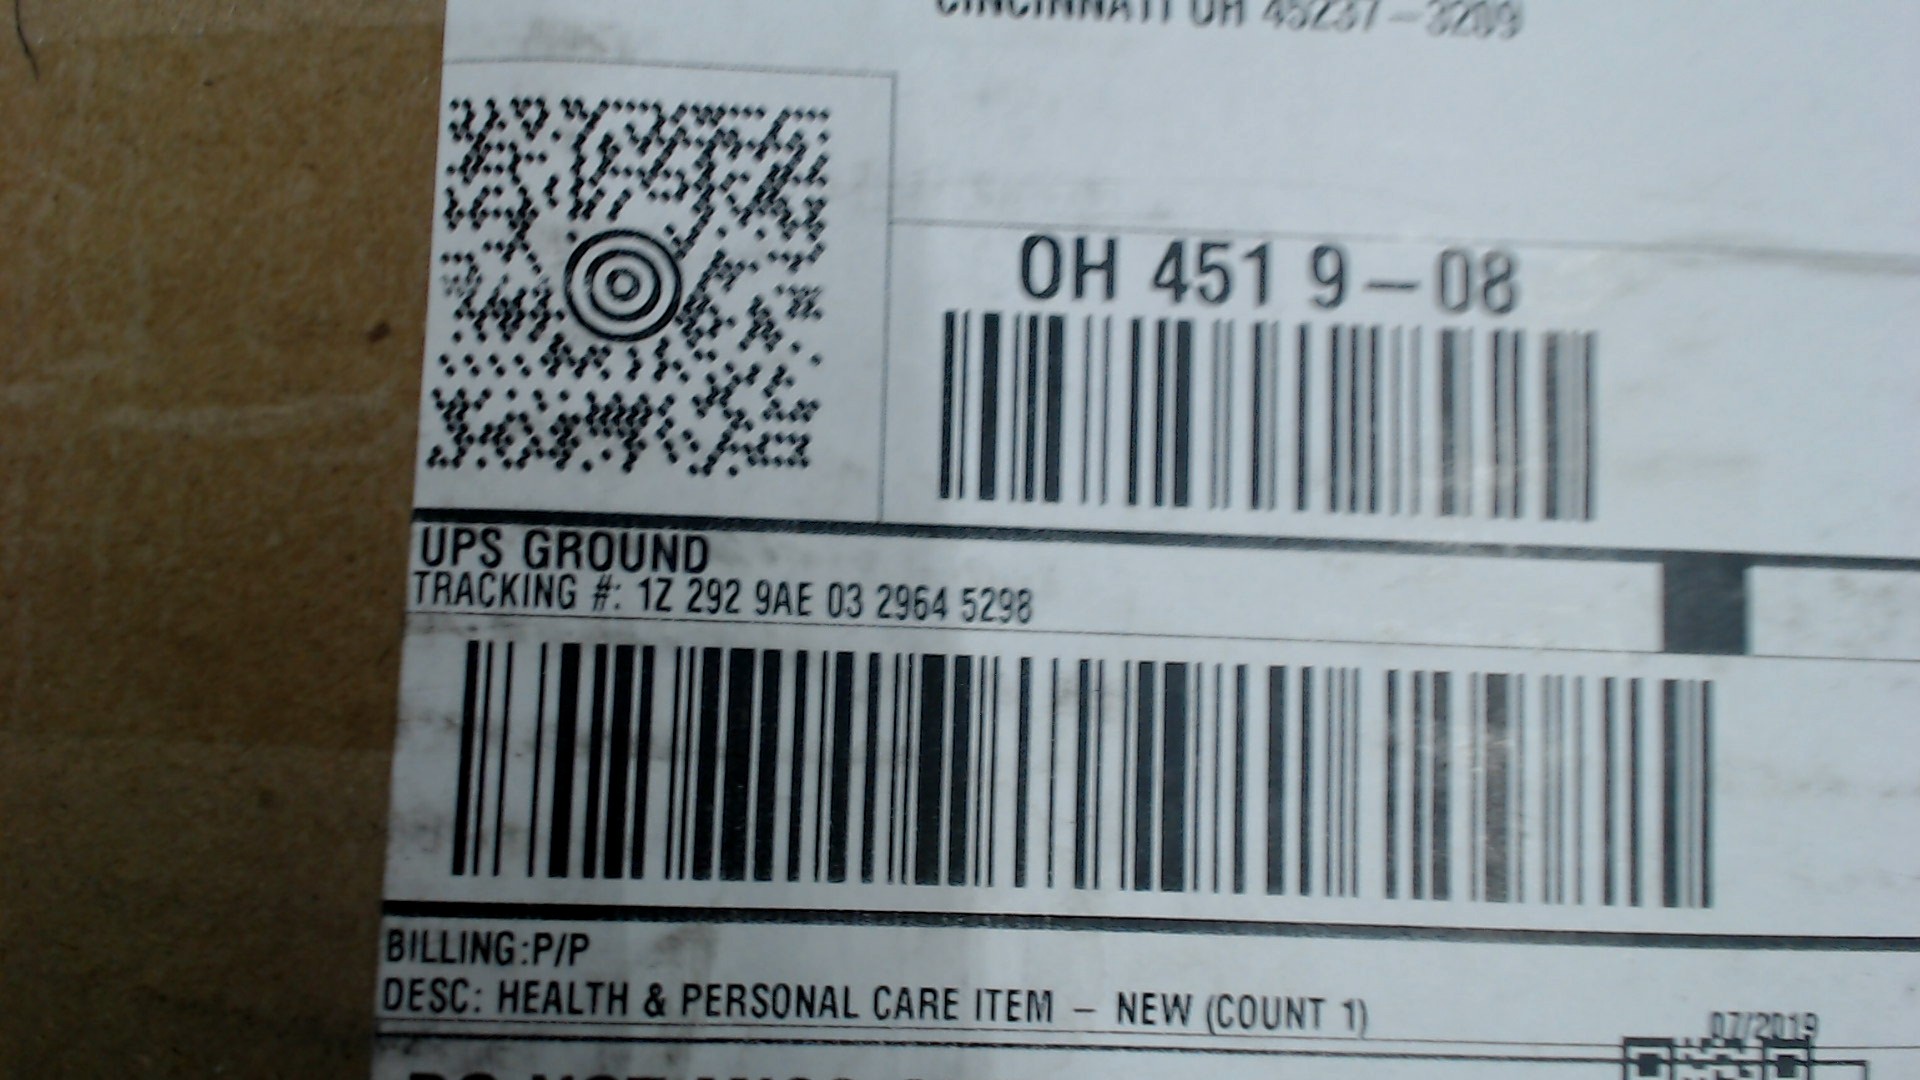 CINCINNATI OH 45237-3209
OH 451 9-08
UPS GROUND
TRACKING #: 1Z 292 9AE 03 2964 5298
BILLING:P/P
DESC: HEALTH & PERSONAL CARE ITEM - NEW (COUNT 1)
07/2019